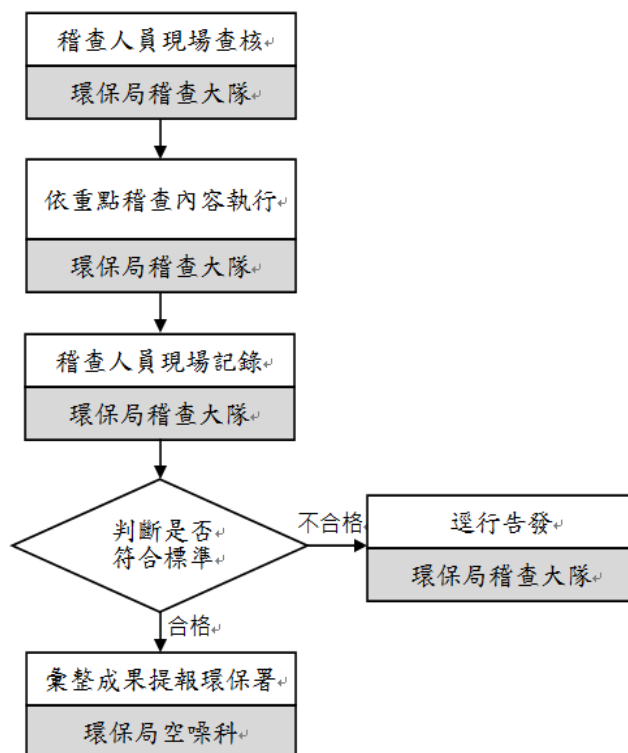 稽查人員現場查核
環保局稽查大隊
依重點稽查內容執行
環保局稽查大隊
稽查人員現場記錄
環保局稽查大隊
判斷是否
符合標準
不合格
逕行告發
環保局稽查大隊
合格
彙整成果提報環保署
環保局空噪科